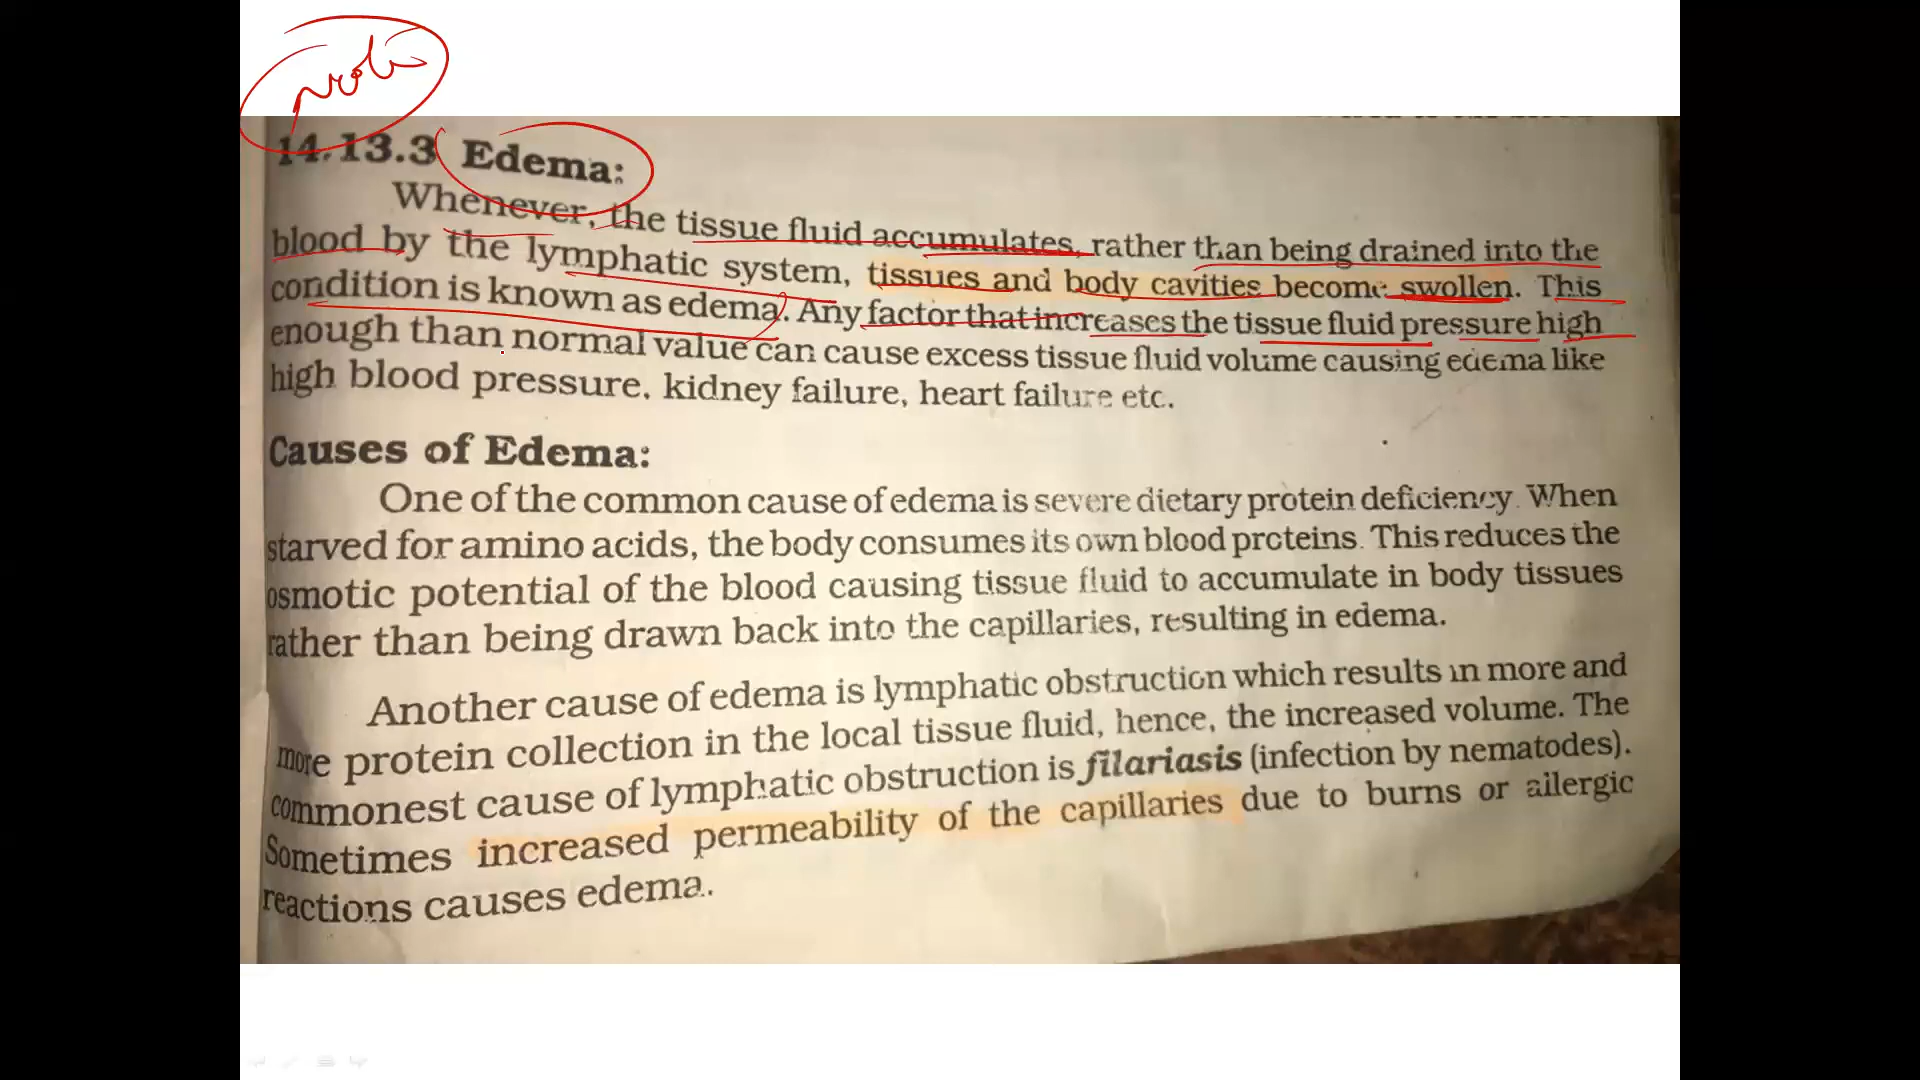 14.13.3 Edema:
Whenever, the tissue fluid accumulates, rather than being drained into the
blood by the lymphatic system, tissues and body cavities become swollen. This
condition is known as edema. Any factor that increases the tissue fluid pressure high
enough than normal value can cause excess tissue fluid volume causing edema like
high blood pressure, kidney failure, heart failure etc.
Causes of Edema:
One of the common cause of edema is severe dietary protein deficiency. When
starved for amino acids, the body consumes its own blood proteins. This reduces the
osmotic potential of the blood causing tissue fluid to accumulate in body tissues
rather than being drawn back into the capillaries, resulting in edema.
Another cause of edema is lymphatic obstruction which results in more and
more protein collection in the local tissue fluid, hence, the increased volume. The
commonest cause of lymphatic obstruction is filariasis (infection by nematodes).
Sometimes increased permeability of the capillaries due to burns or allergic
reactions causes edema.